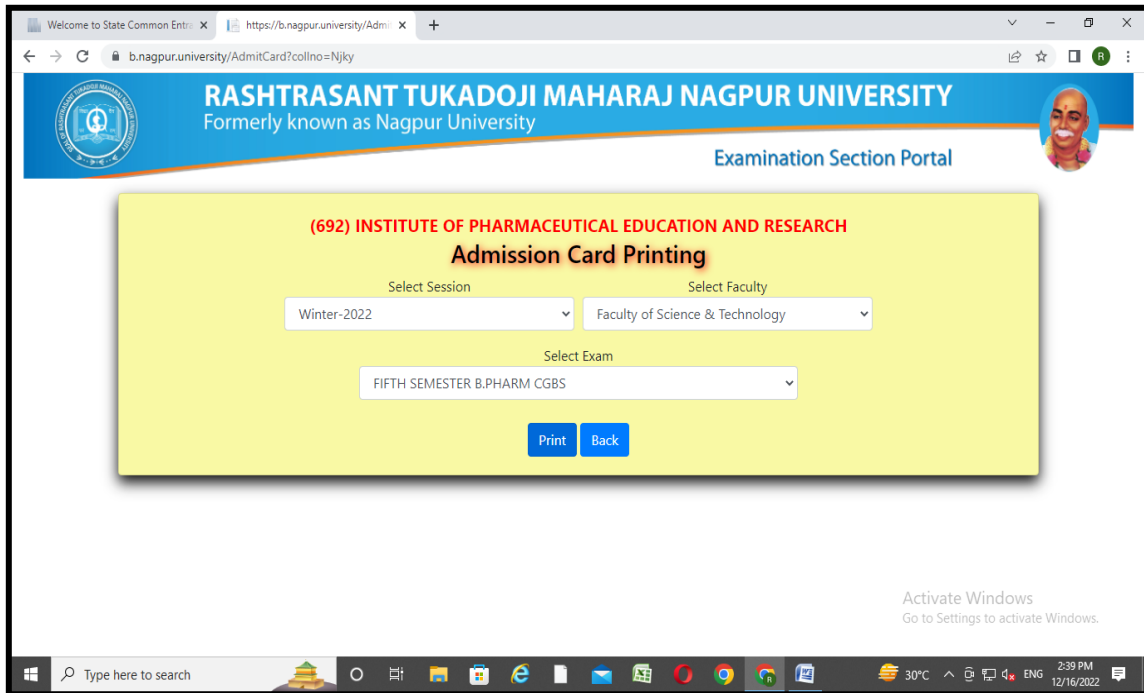 Welcome to State Common Entra
https://b.nagpur.university/Admi
b.nagpur.university/AdmitCard?collno=Njky
R
RASHTRASANT TUKADOJI MAHARAJ NAGPUR UNIVERSITY
Formerly known as Nagpur University
Examination Section Portal
(692) INSTITUTE OF PHARMACEUTICAL EDUCATION AND RESEARCH
Admission Card Printing
Select Session Select Faculty
Winter-2022 Faculty of Science & Technology
Select Exam
FIFTH SEMESTER B.PHARM CGBS
Print Back
Activate Windows
Go to Settings to activate Windows.
Type here to search 30°C ENG 2:39 PM
12/16/2022